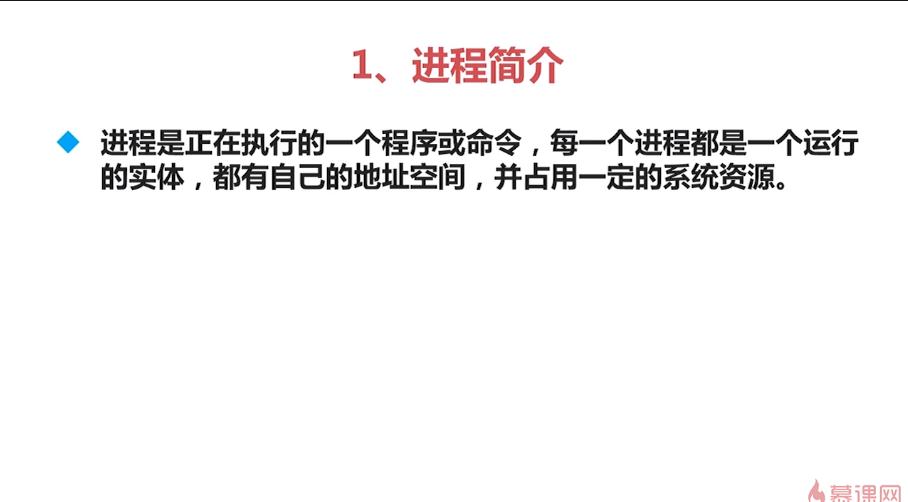 1、进程简介
进程是正在执行的一个程序或命令，每一个进程都是一个运行
的实体，都有自己的地址空间，并占用一定的系统资源。
慕课网